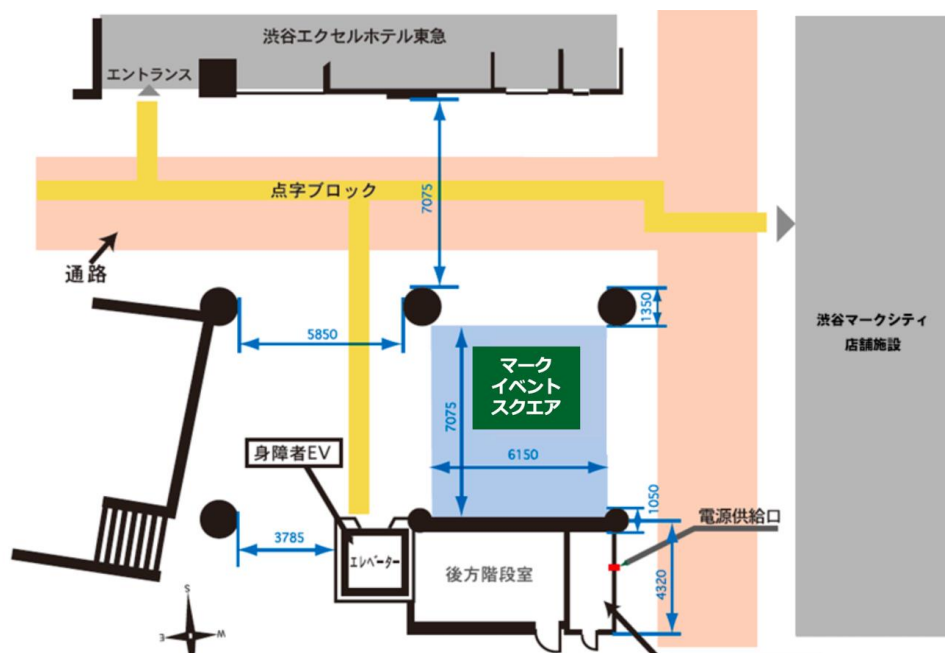 渋谷エクセルホテル東急
エントランス
点字ブロック
7075
通路
1350
5850
渋谷マークシティ
店舗施設
マーク
イベント
スクエア
7075
身障者EV
6150
1050
電源供給口
3785
エレベーター
後方階段室
4320
S
E
W